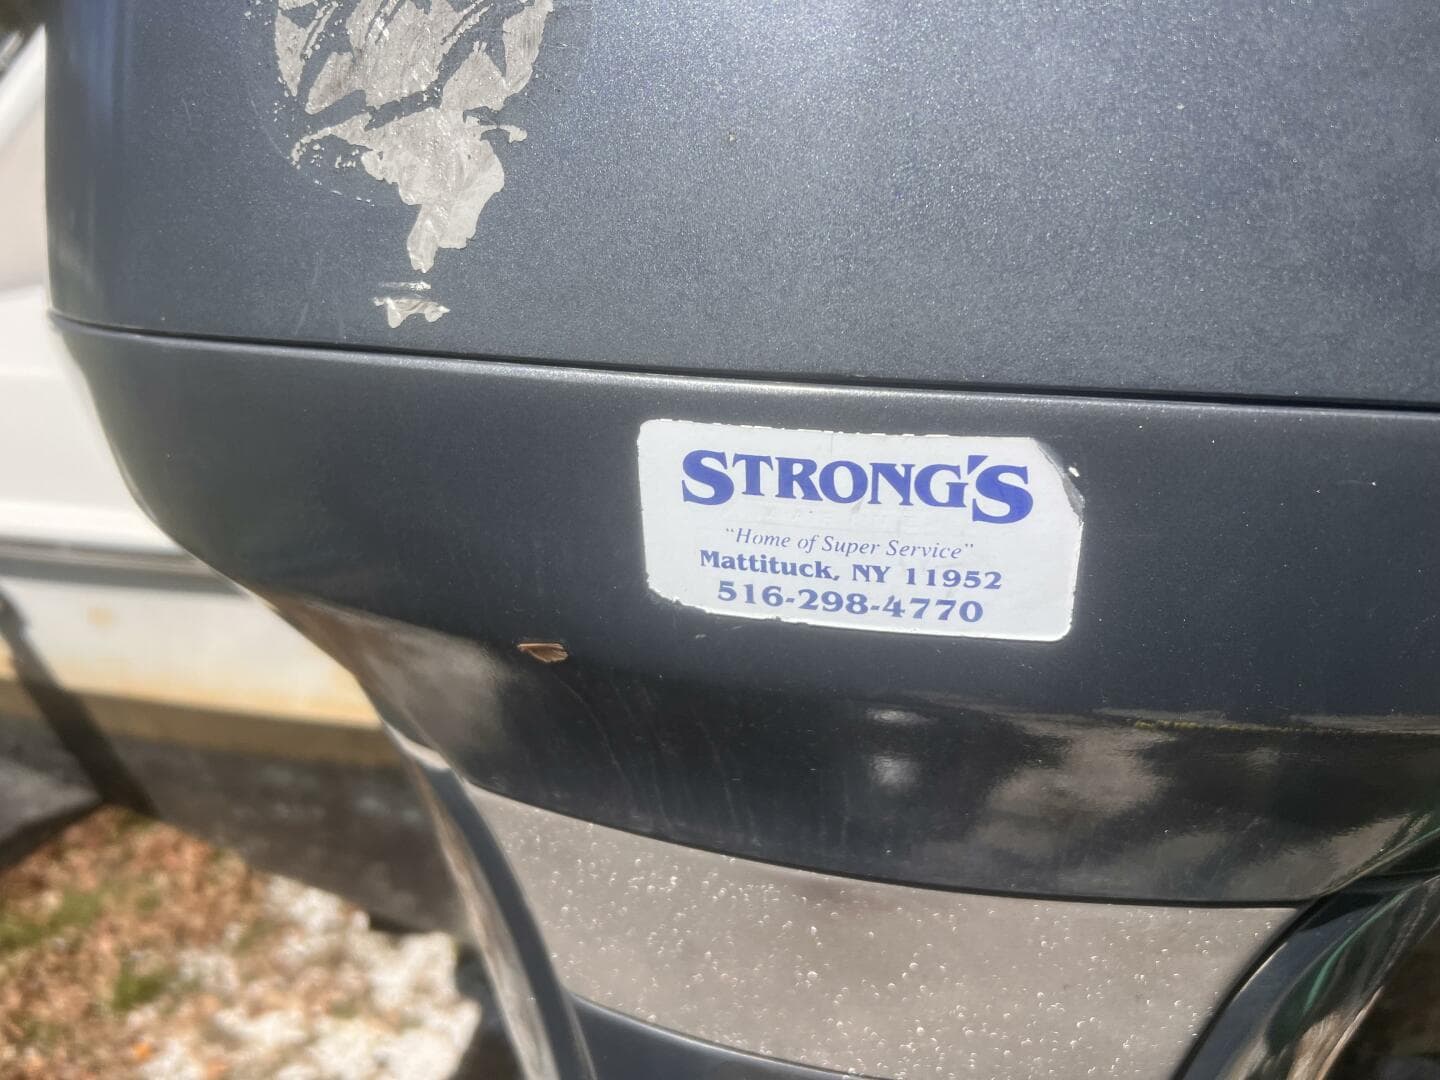 STRONG'S
"Home of Super Service"
Mattituck, NY 11952
516-298-4770